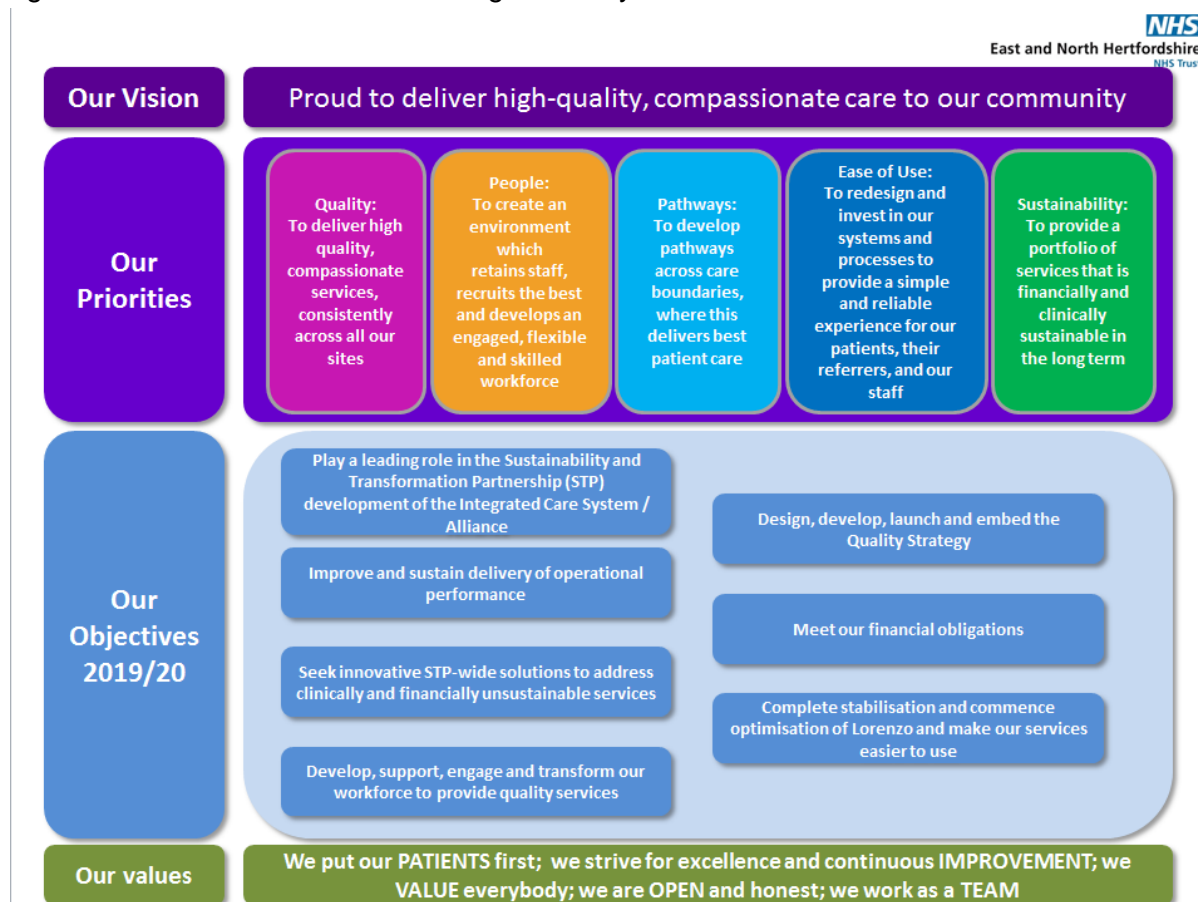 NHS
East and North Hertfordshire
NHS Trust
Our Vision
Proud to deliver high-quality, compassionate care to our community
Our
Priorities
Quality:
To deliver high
quality,
compassionate
services,
consistently
across all our
sites
People:
To create an
environment
which
retains staff,
recruits the best
and develops an
engaged, flexible
and skilled
workforce
Pathways:
To develop
pathways
across care
boundaries,
where this
delivers best
patient care
Ease of Use:
To redesign and
invest in our
systems and
processes to
provide a simple
and reliable
experience for our
patients, their
referrers, and our
staff
Sustainability:
To provide a
portfolio of
services that is
financially and
clinically
sustainable in
the long term
Our
Objectives
2019/20
Play a leading role in the Sustainability and
Transformation Partnership (STP)
development of the Integrated Care System /
Alliance
Improve and sustain delivery of operational
performance
Seek innovative STP-wide solutions to address
clinically and financially unsustainable services
Develop, support, engage and transform our
workforce to provide quality services
Design, develop, launch and embed the
Quality Strategy
Meet our financial obligations
Complete stabilisation and commence
optimisation of Lorenzo and make our services
easier to use
Our values
We put our PATIENTS first; we strive for excellence and continuous IMPROVEMENT; we
VALUE everybody; we are OPEN and honest; we work as a TEAM